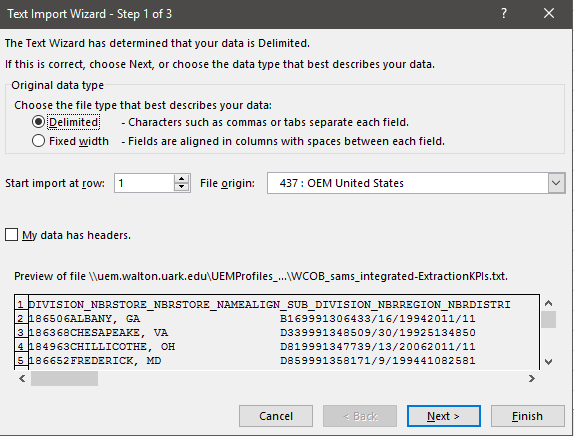 Text Import Wizard - Step 1 of 3
The Text Wizard has determined that your data is Delimited.
If this is correct, choose Next, or choose the data type that best describes your data.
Original data type
Choose the file type that best describes your data:
Delimited - Characters such as commas or tabs separate each field.
Fixed width - Fields are aligned in columns with spaces between each field.
Start import at row: 1 File origin: 437 : OEM United States
My data has headers.
Preview of file \\uem.walton.uark.edu\UEMProfiles_...\WCOB_sams_integrated-ExtractionKPIs.txt.
1 DIVISION_NBRSTORE_NBRSTORE_NAMEALIGN_SUB_DIVISION_NBRREGION_NBRDISTRI
2 186506ALBANY, GA B169991306433/16/19942011/11
3 186368CHESAPEAKE, VA D339991348509/30/19925134850
4 184963CHILLICOTHE, OH D819991347739/13/20062011/11
5 186652FREDERICK, MD D859991358171/9/199441082581
Cancel < Back Next > Finish